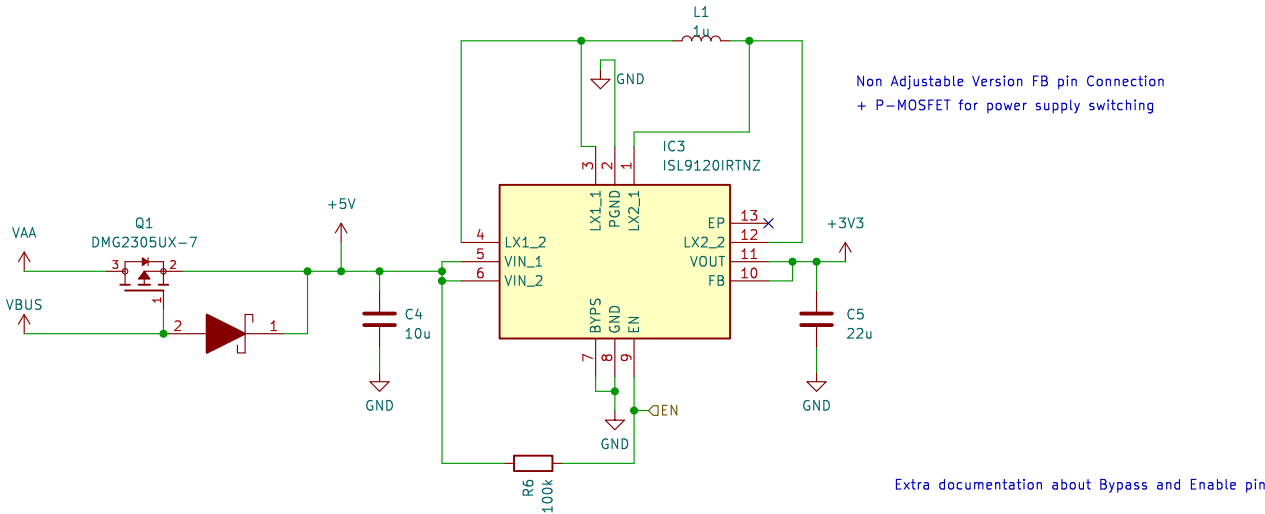 L1
1u
GND
Non Adjustable Version FB pin Connection
+ P-MOSFET for power supply switching
IC3
ISL9120IRTNZ
3
2
1
LX1_1
PGND
LX2_1
+5V
Q1
DMG2305UX-7
VAA
3
2
1
VBUS
2
1
4
LX1_2
5
VIN_1
6
VIN_2
EP
13
LX2_2
12
VOUT
11
FB
10
+3V3
C4
10u
GND
C5
22u
GND
BYPS
GND
EN
7
8
9
EN
GND
R6
100k
Extra documentation about Bypass and Enable pin